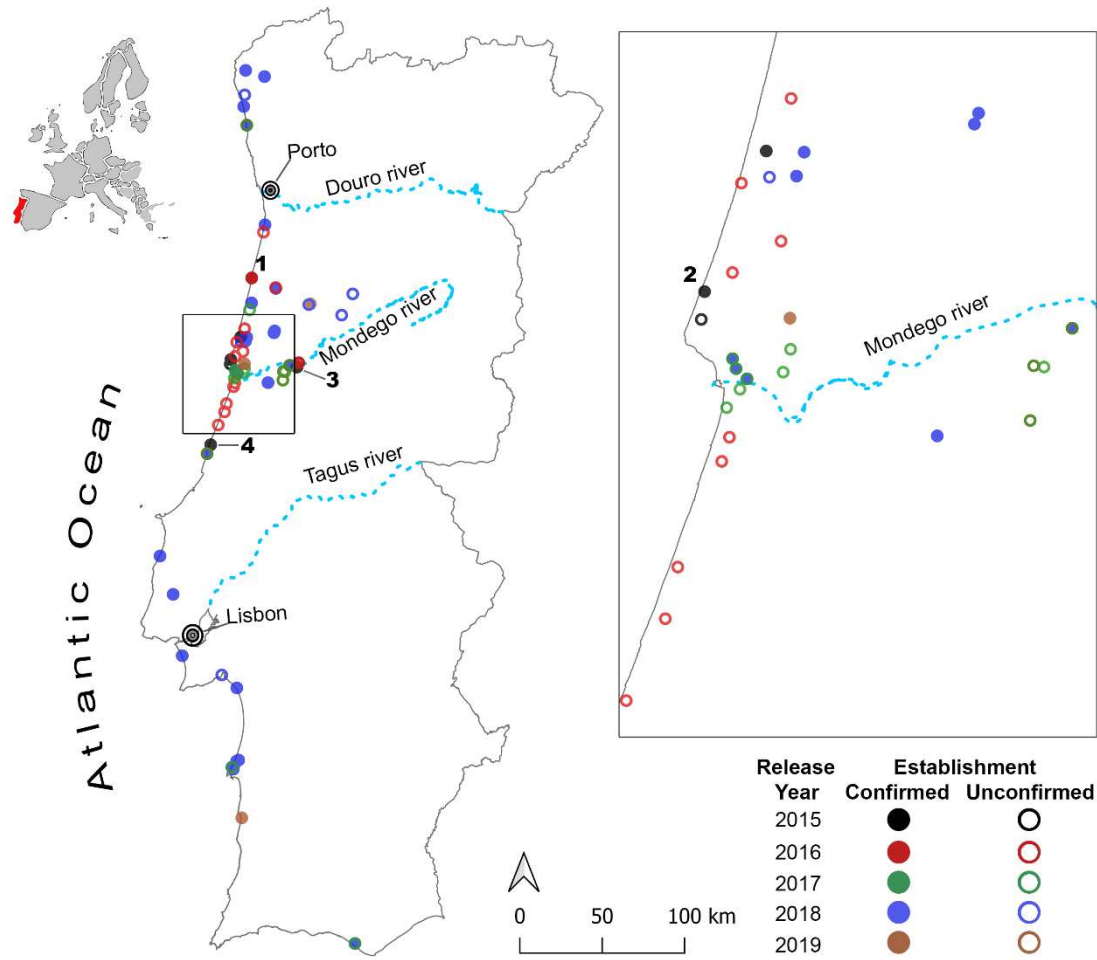 Porto
Douro river
1
Mondego river
3
4
Tagus river
Atlantic Ocean
Lisbon
0 50 100 km
2
Mondego river
Release Establishment
Year Confirmed Unconfirmed
2015
2016
2017
2018
2019